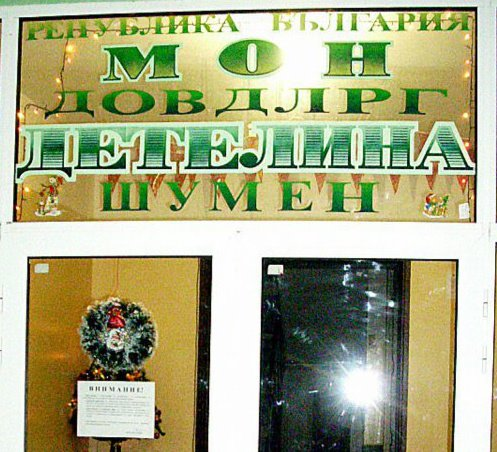 РЕПУБЛИКА БЪЛГАРИЯ
МОН
ДОВДЛРГ
ДЕТЕЛИНА
ШУМЕН
ВНИМАНИЕ!